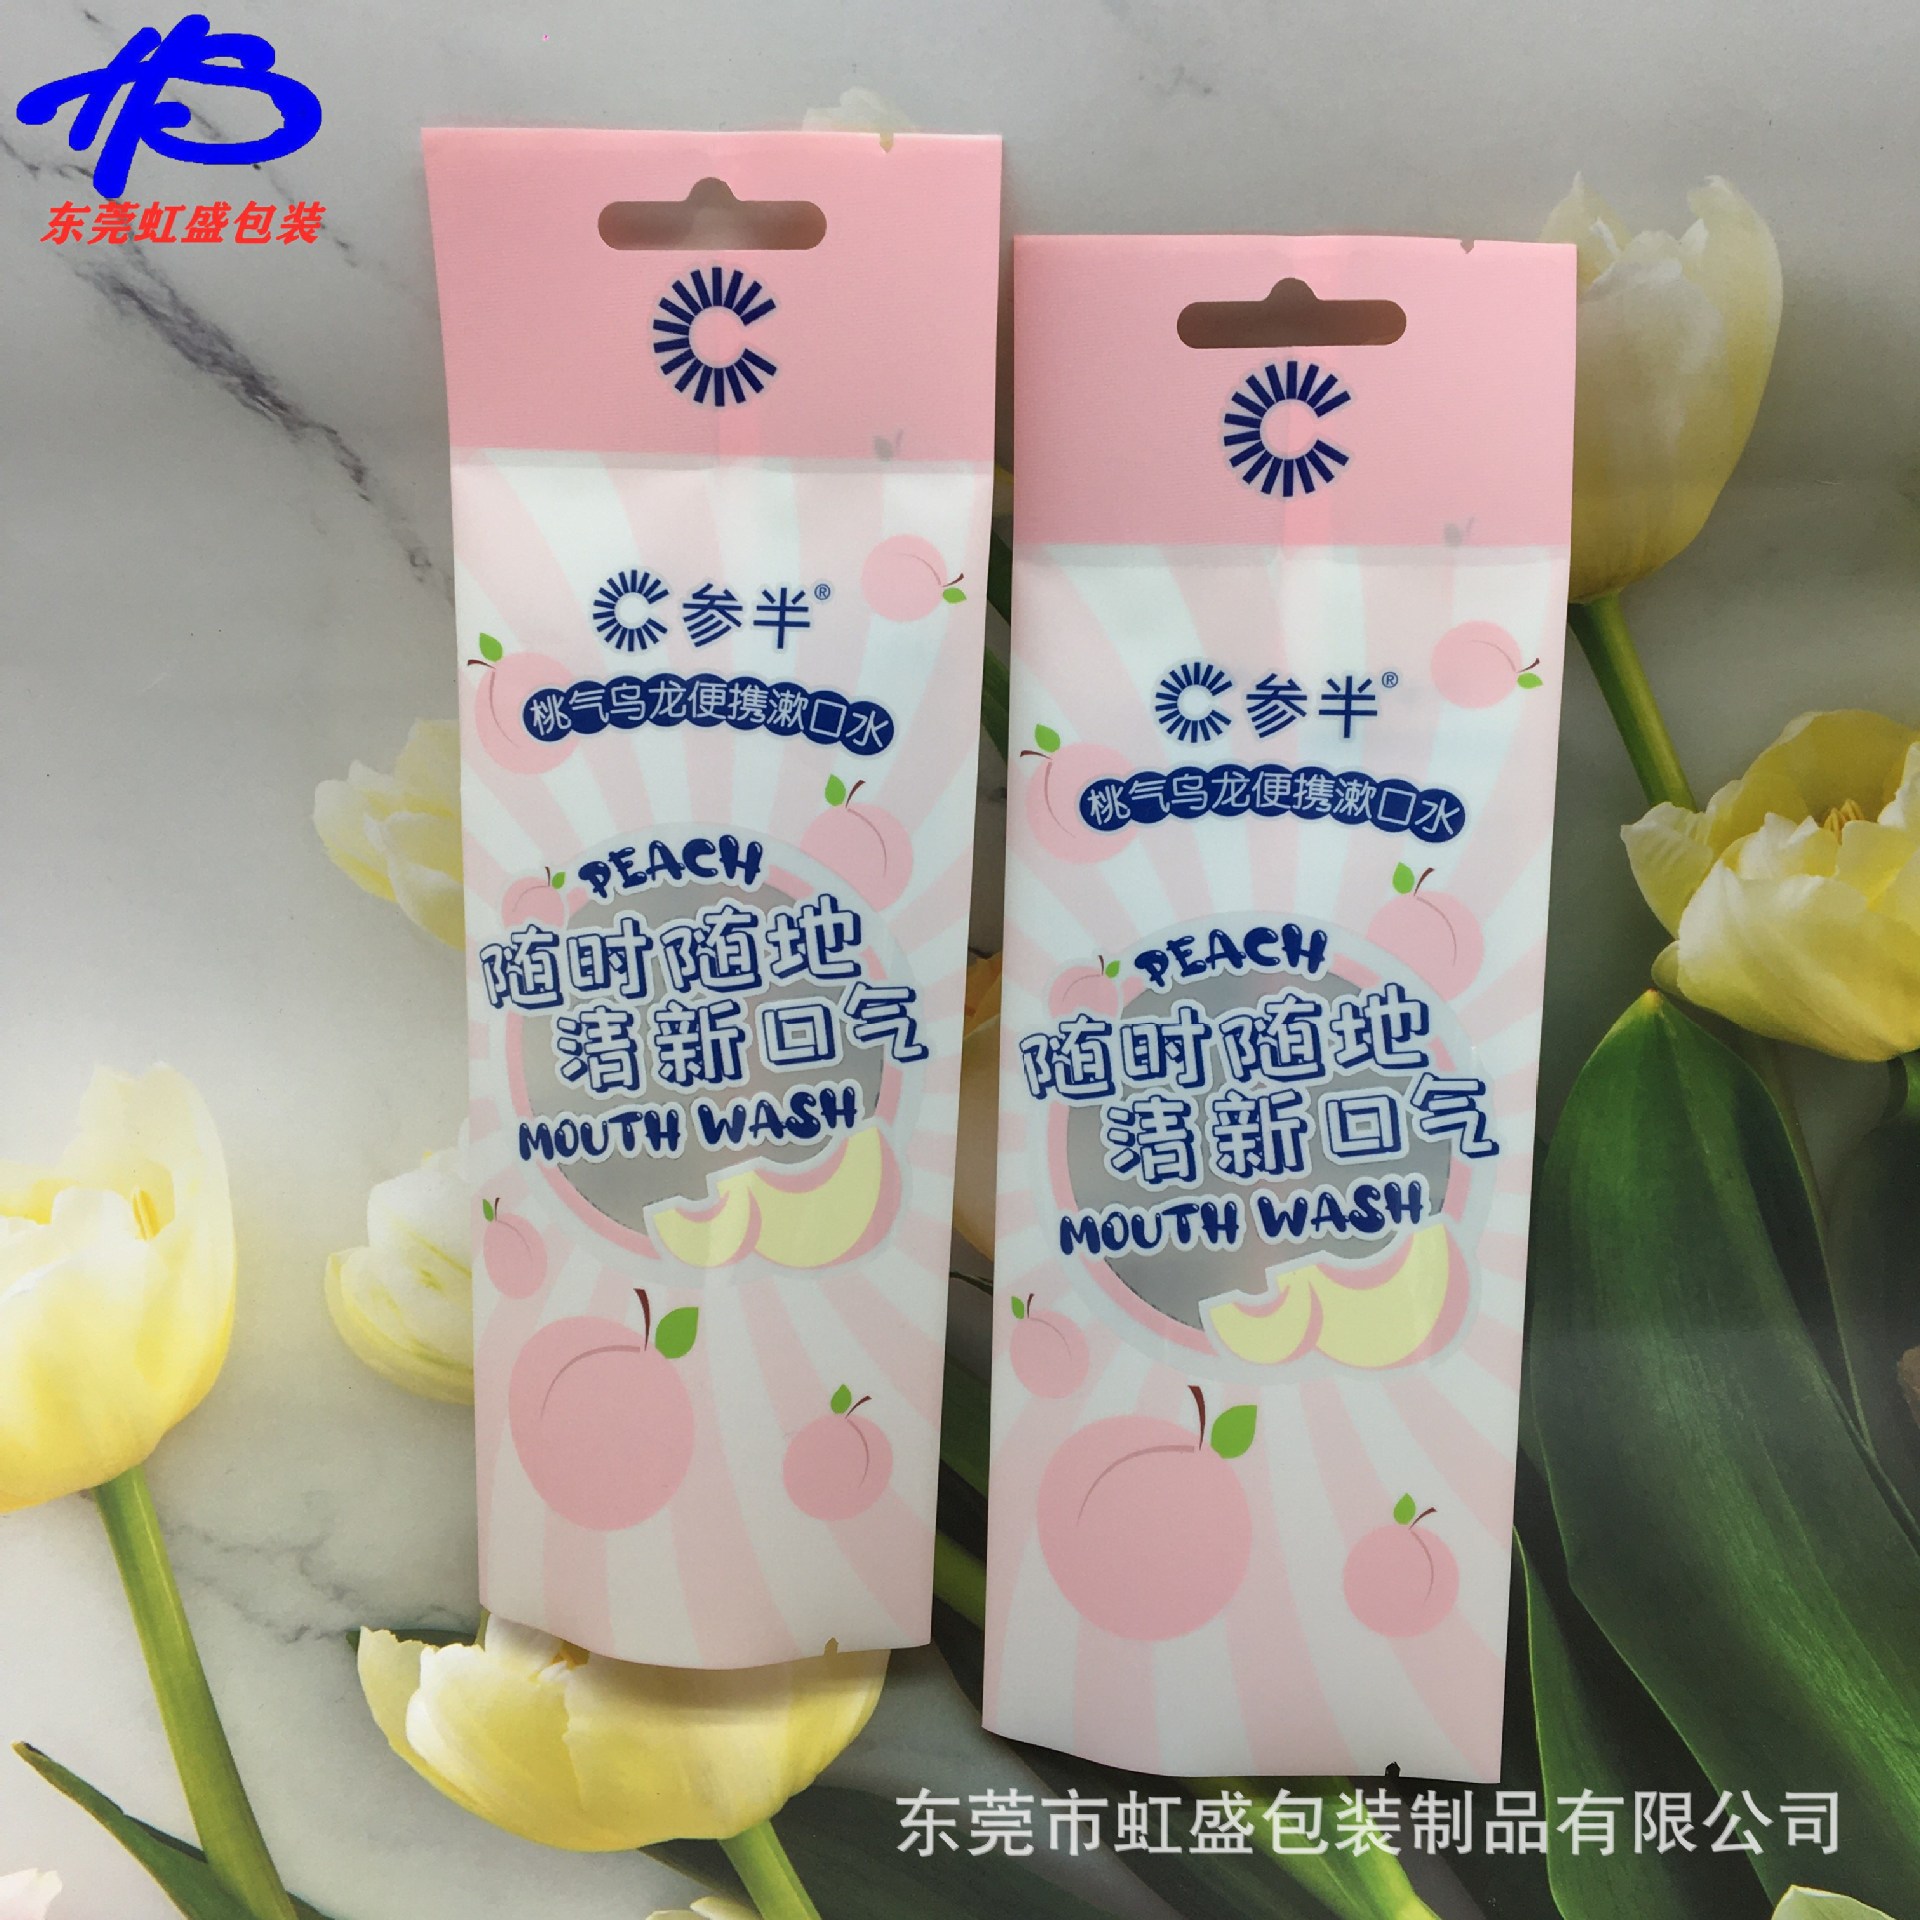 HS
东莞虹盛包装
C
C参半®
桃气乌龙便携漱口水
PEACH
随时随地
清新口气
MOUTH WASH
C
C参半®
桃气乌龙便携漱口水
PEACH
随时随地
清新口气
MOUTH WASH
东莞市虹盛包装制品有限公司